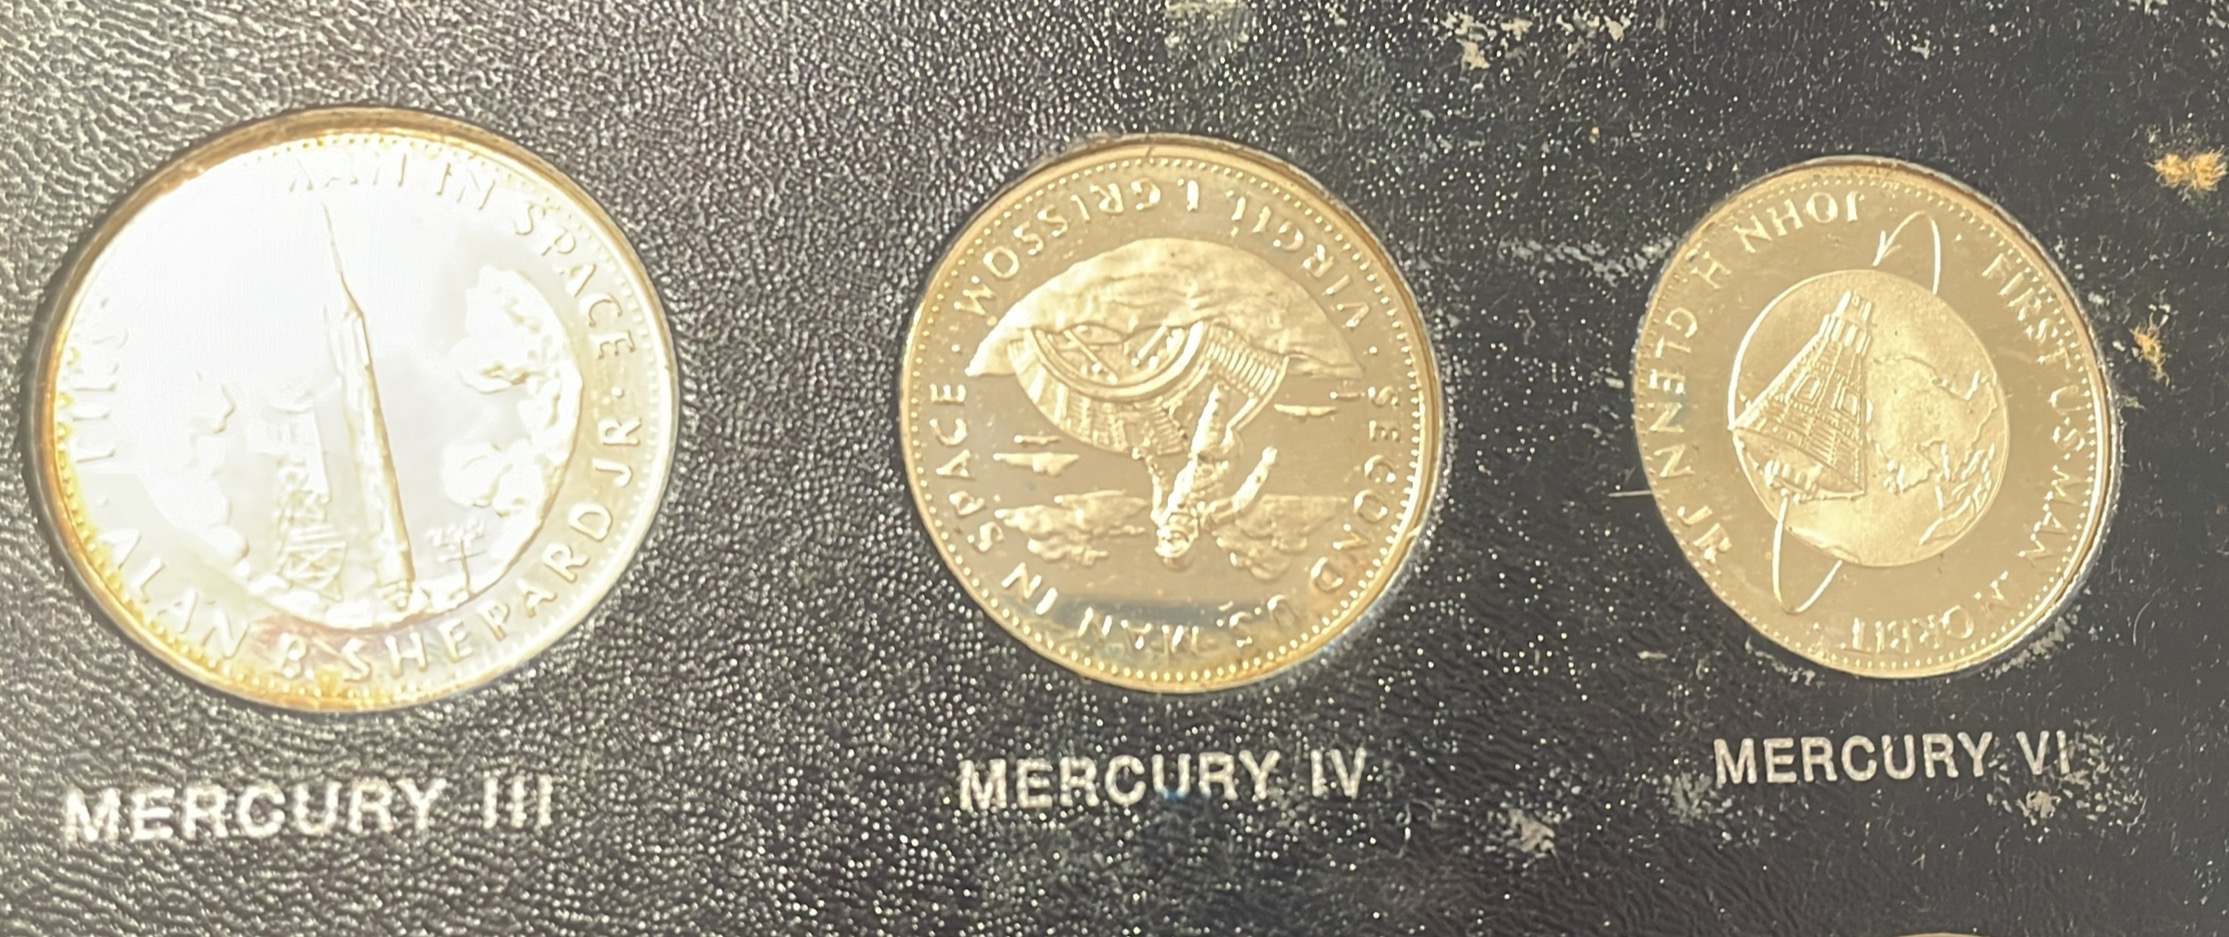 MAN IN SPACE ·
ALAN B. SHEPARD JR ·
MERCURY III
VIRGIL I GRISSOM ·
SECOND U.S. MAN IN SPACE ·
MERCURY IV
JOHN H GLENN JR ·
FIRST U·S·MAN IN ORBIT
MERCURY VI